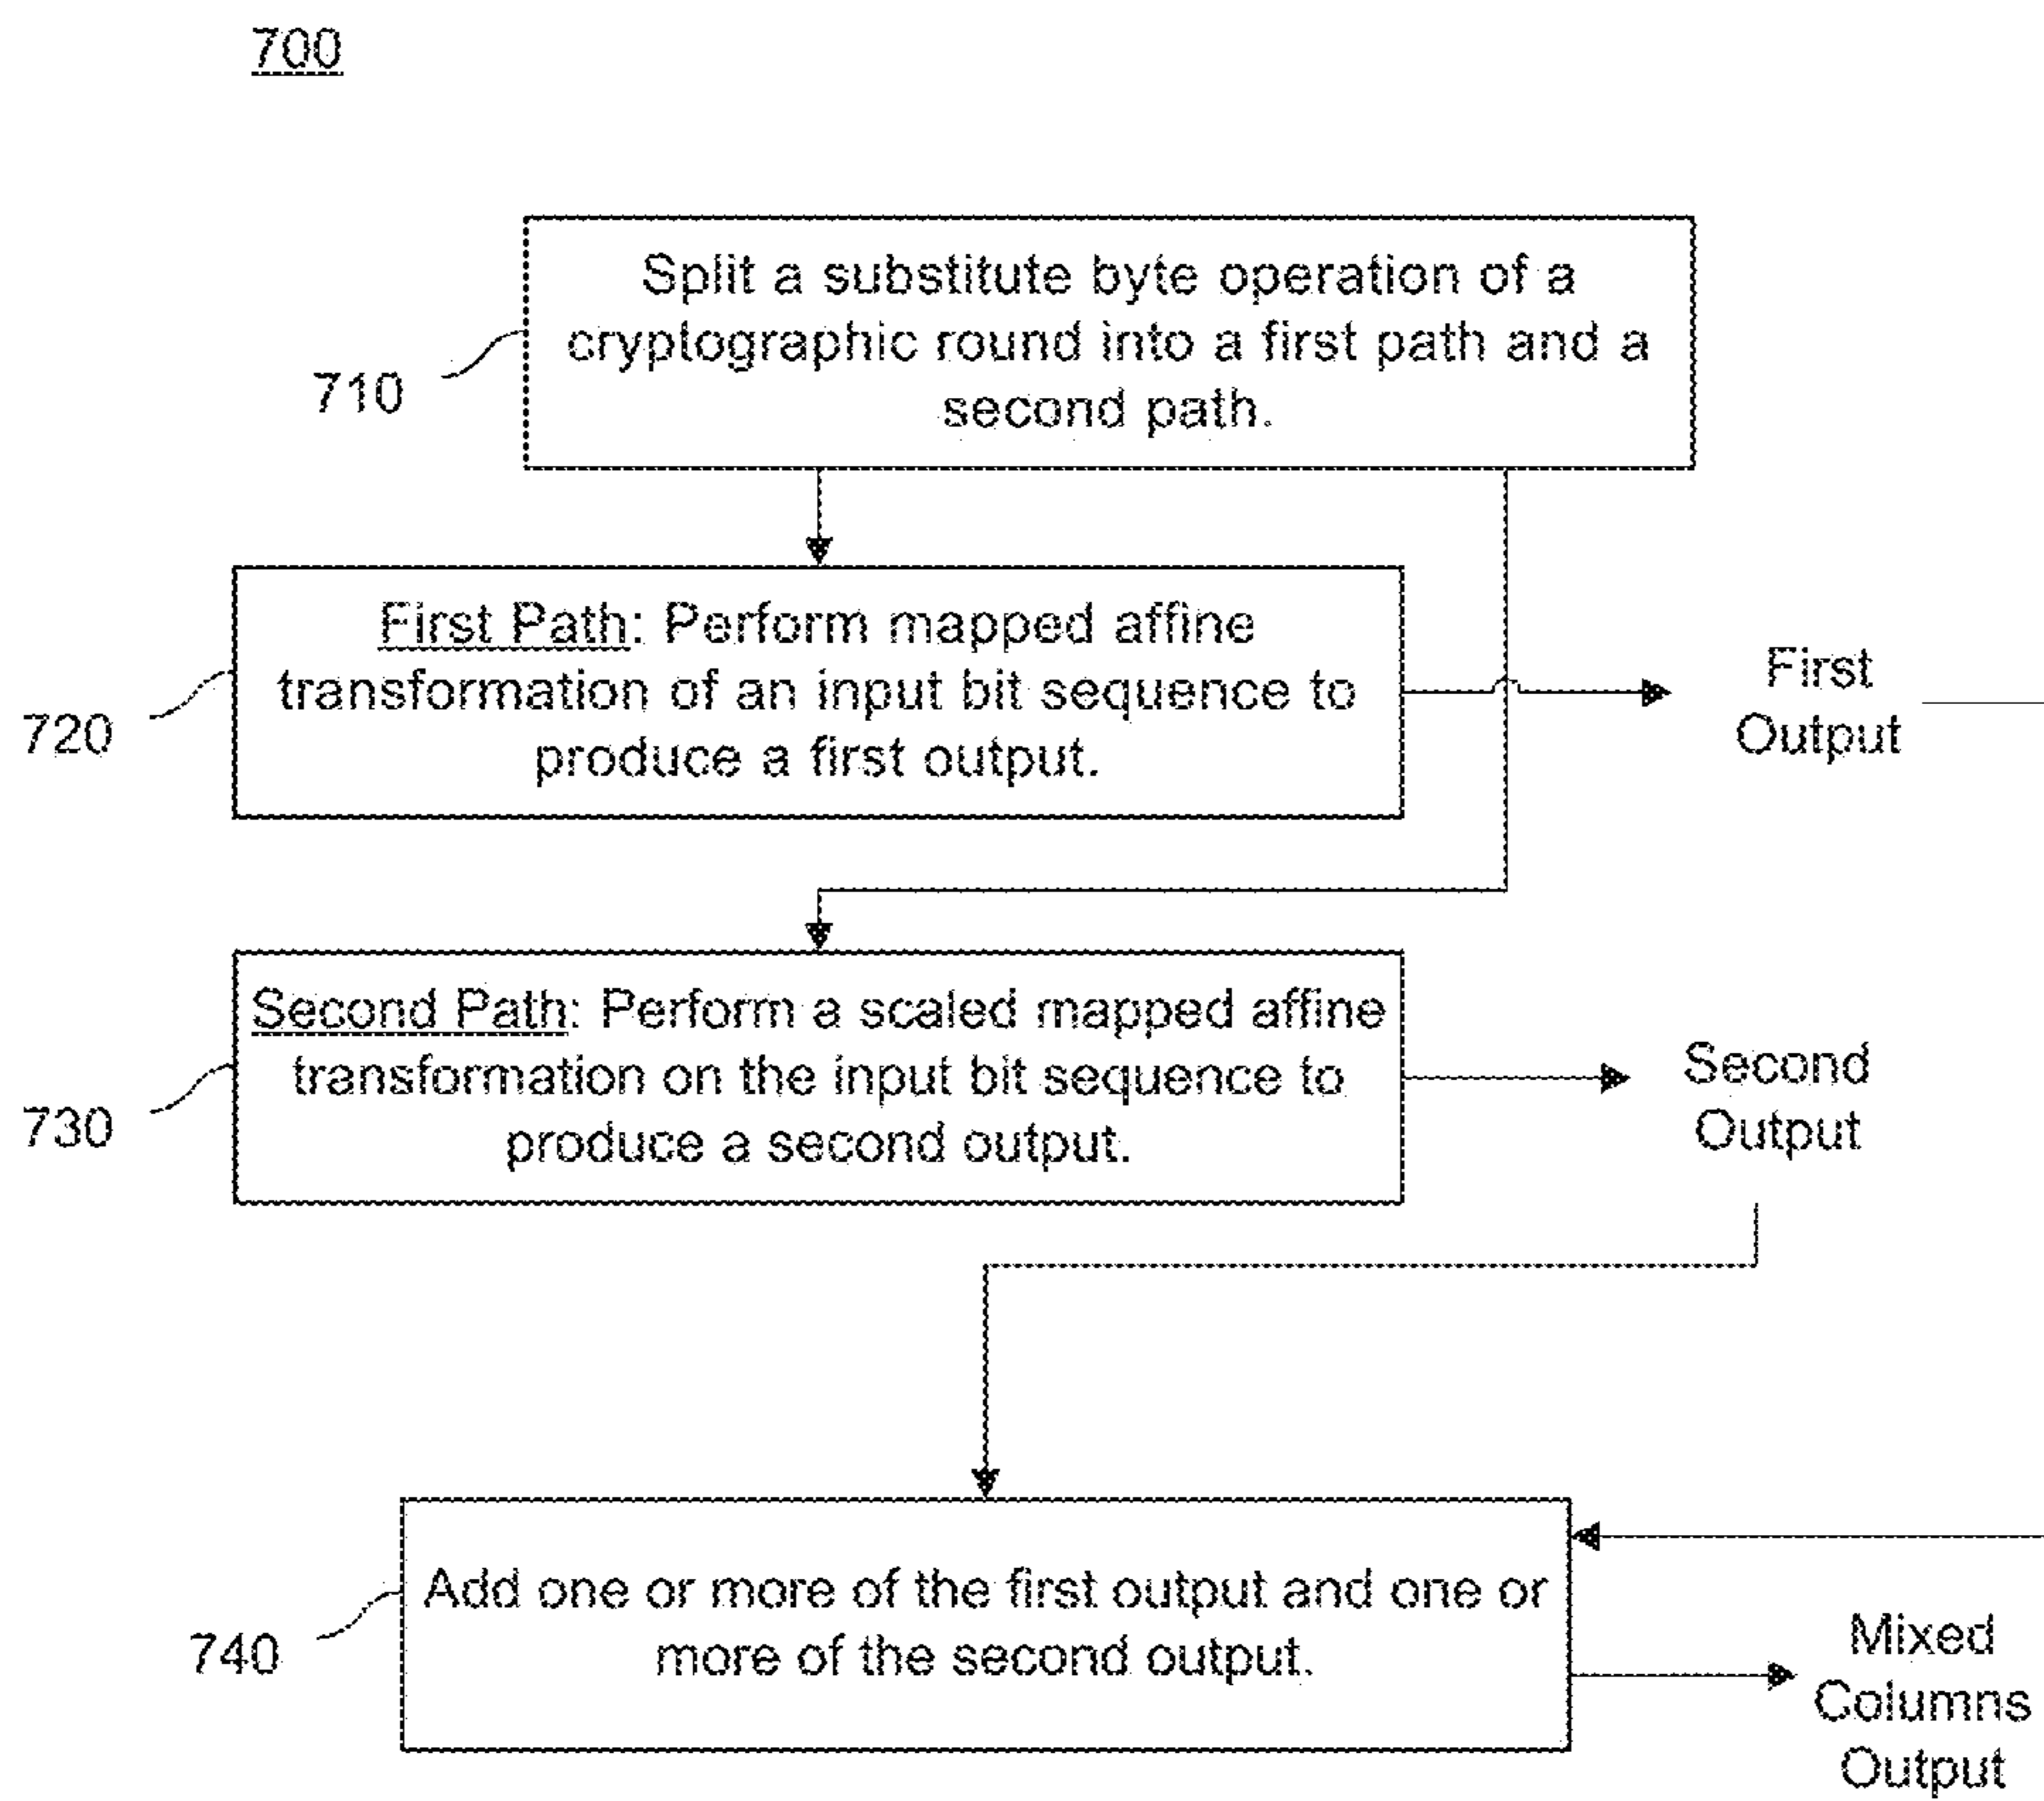 700
Split a substitute byte operation of a
cryptographic round into a first path and a
second path.
710
First Path: Perform mapped affine
transformation of an input bit sequence to
produce a first output.
720
First
Output
Second Path: Perform a scaled mapped affine
transformation on the input bit sequence to
produce a second output.
730
Second
Output
Add one or more of the first output and one or
more of the second output.
740
Mixed
Columns
Output